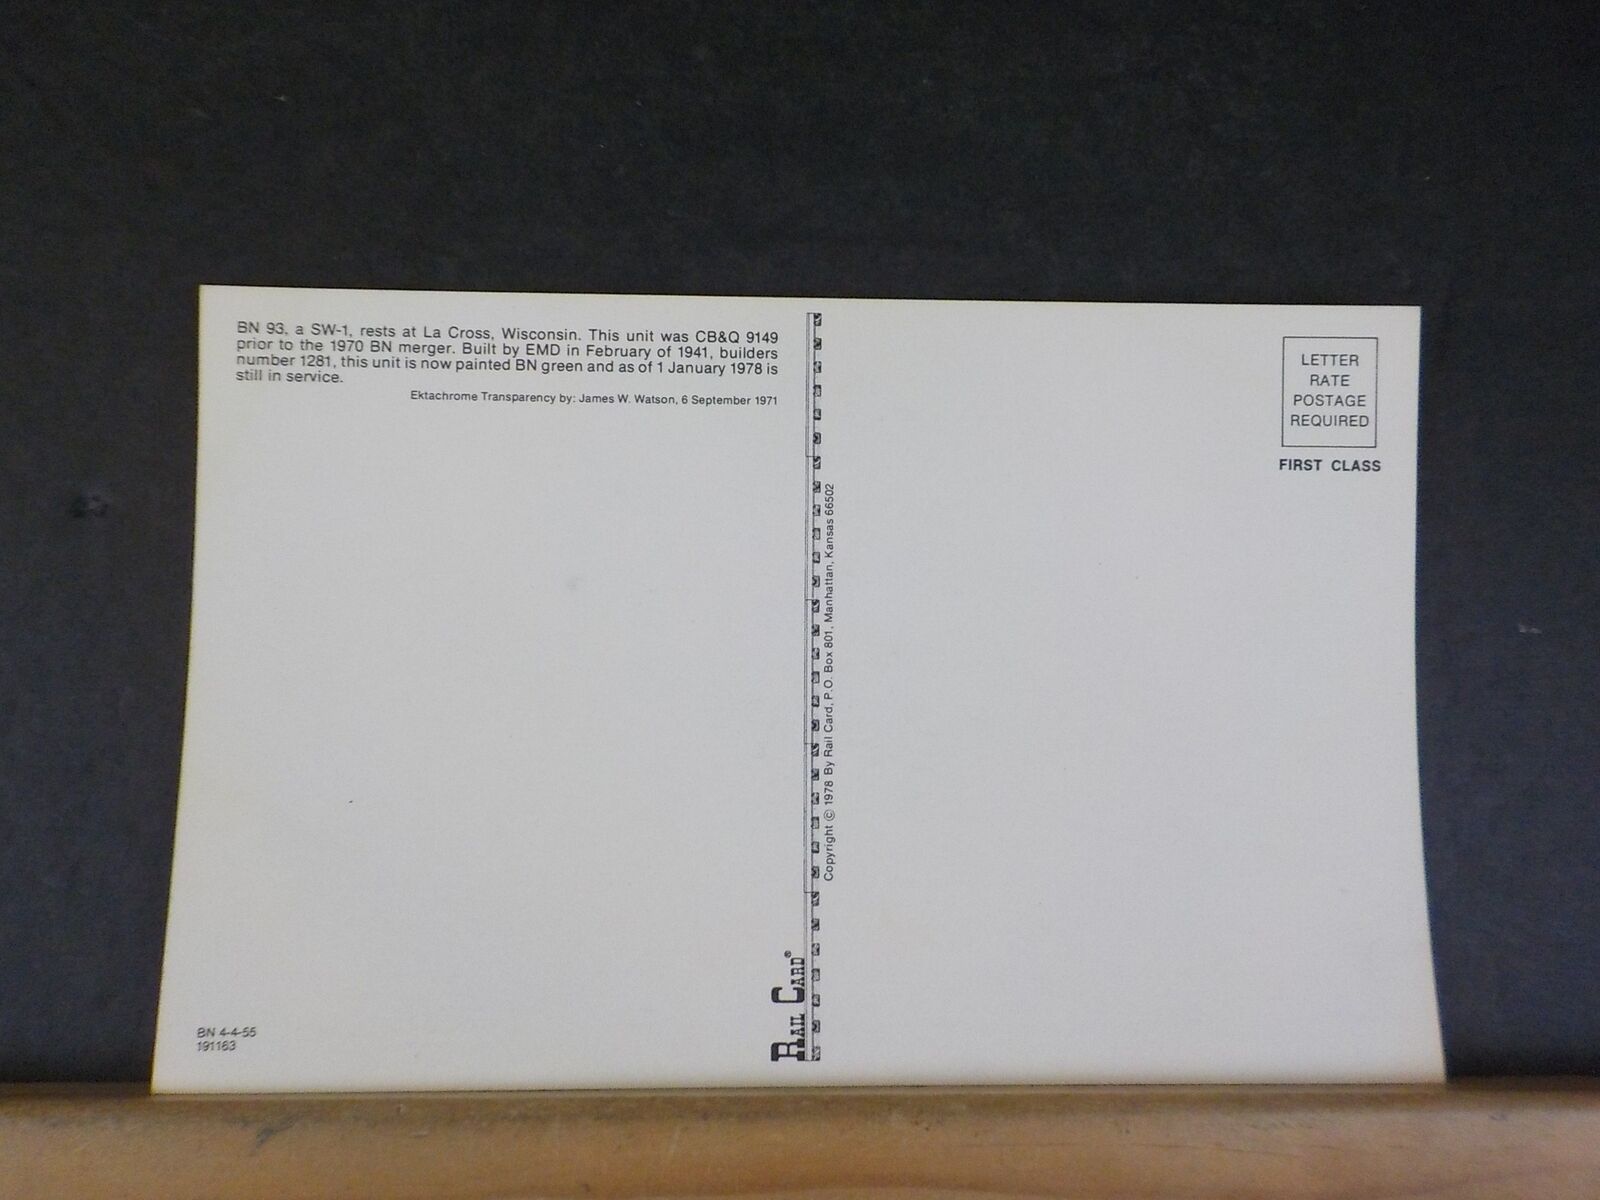 BN 93, a SW-1, rests at La Cross, Wisconsin. This unit was CB&Q 9149
prior to the 1970 BN merger. Built by EMD in February of 1941, builders
number 1281, this unit is now painted BN green and as of 1 January 1978 is
still in service.
Ektachrome Transparency by: James W. Watson, 6 September 1971
BN 4-4-55
191163
RAIL CARD®
Copyright © 1978 By Rail Card, P.O. Box 801, Manhattan, Kansas 66502
LETTER
RATE
POSTAGE
REQUIRED
FIRST CLASS